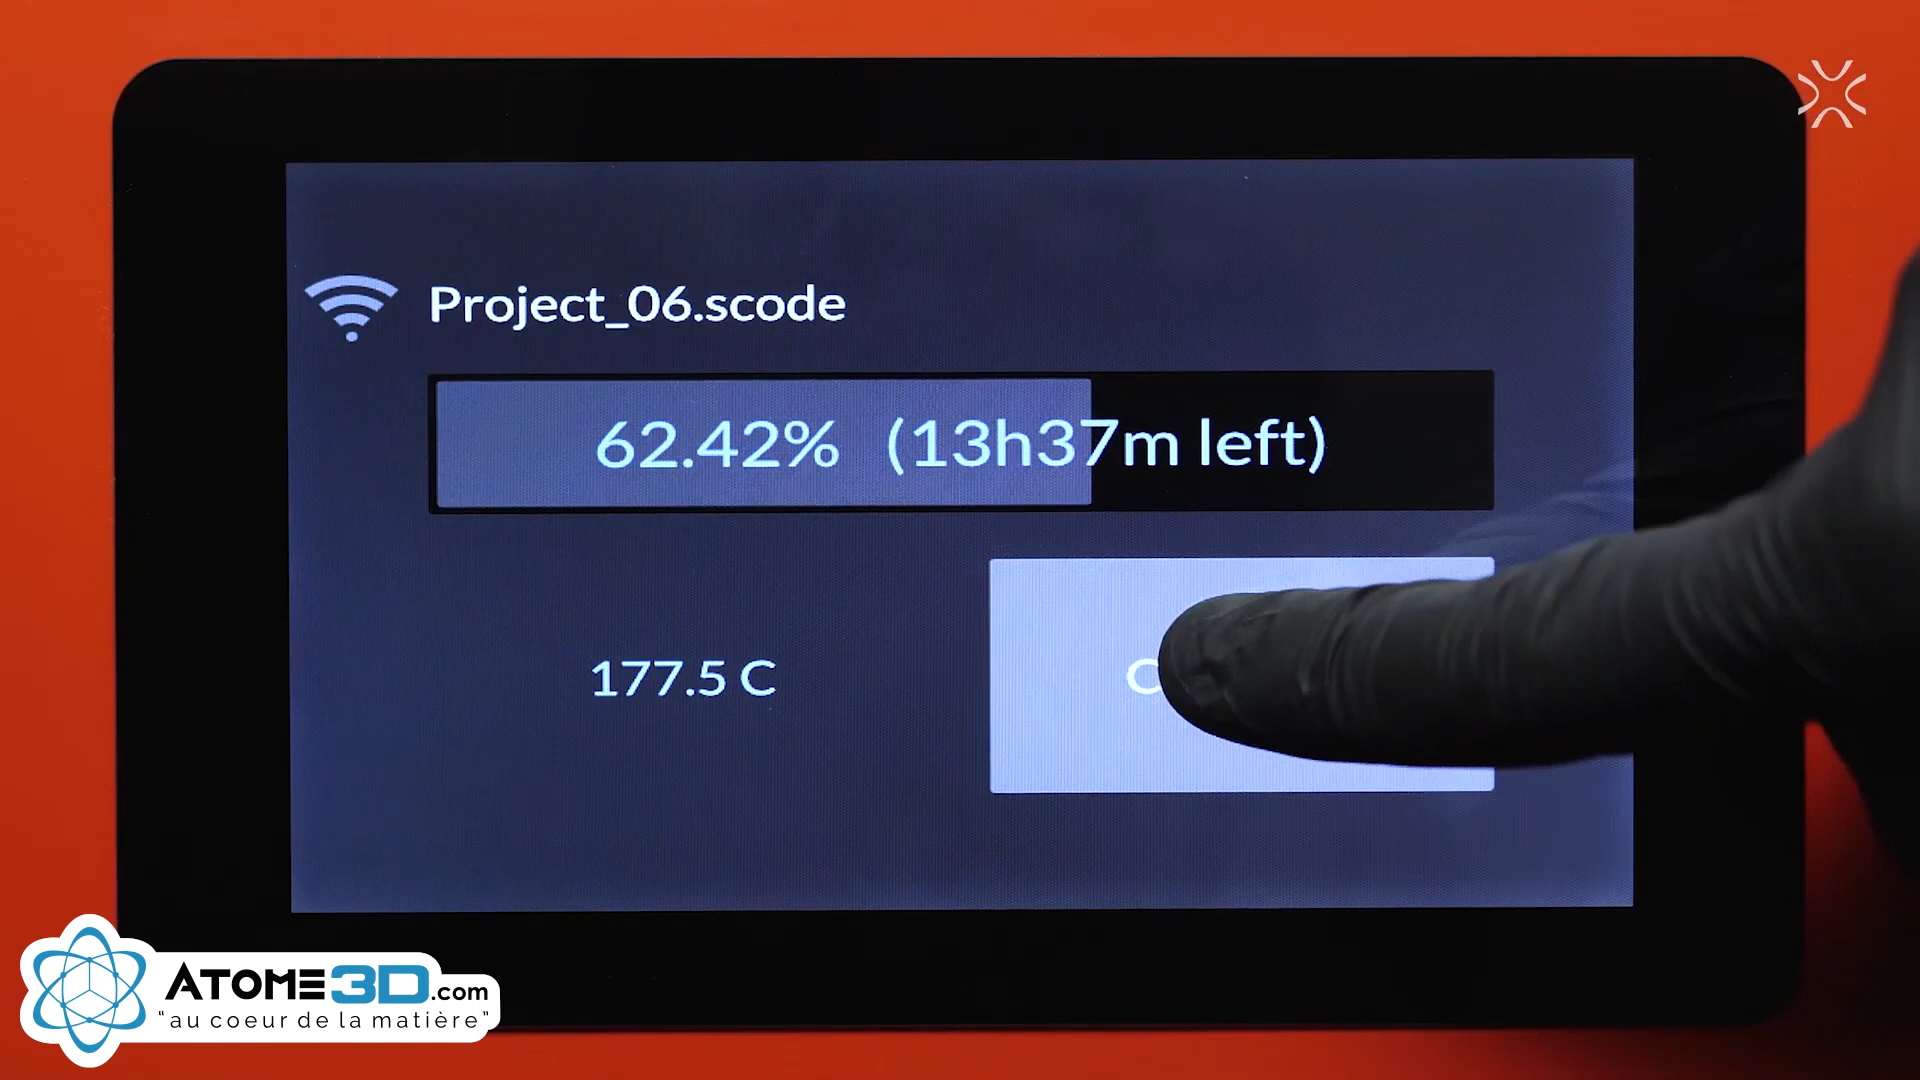 Project_06.scode
62.42% (13h37m left)
177.5 C
ATOME3D.com
“au coeur de la matière”